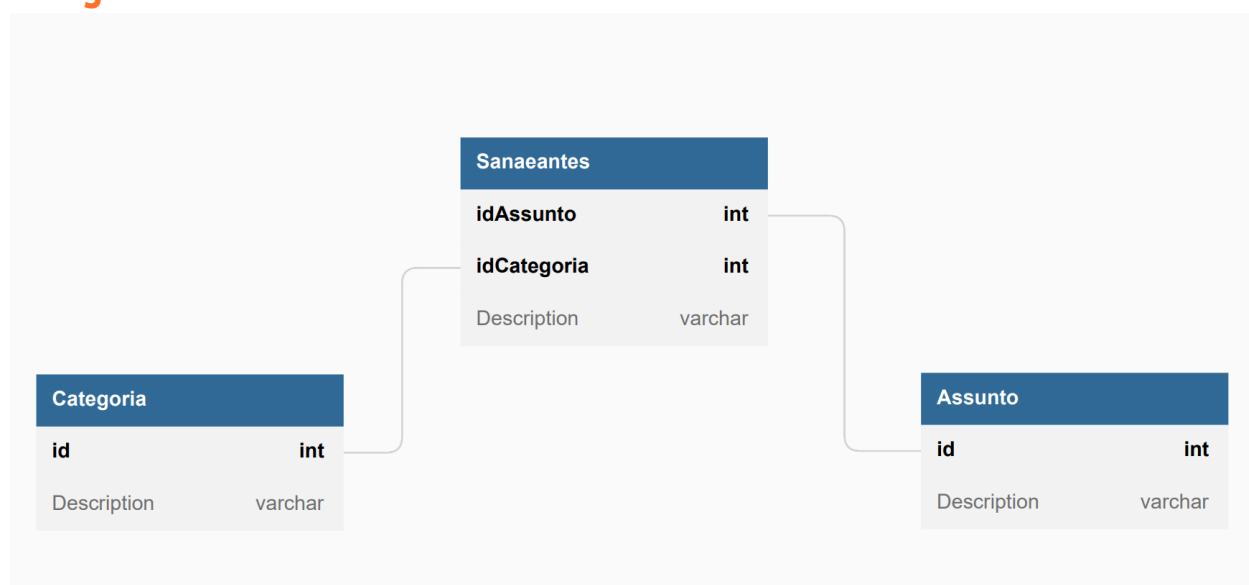 Sanaeantes
idAssunto int
idCategoria int
Description varchar
Categoria
id int
Description varchar
Assunto
id int
Description varchar